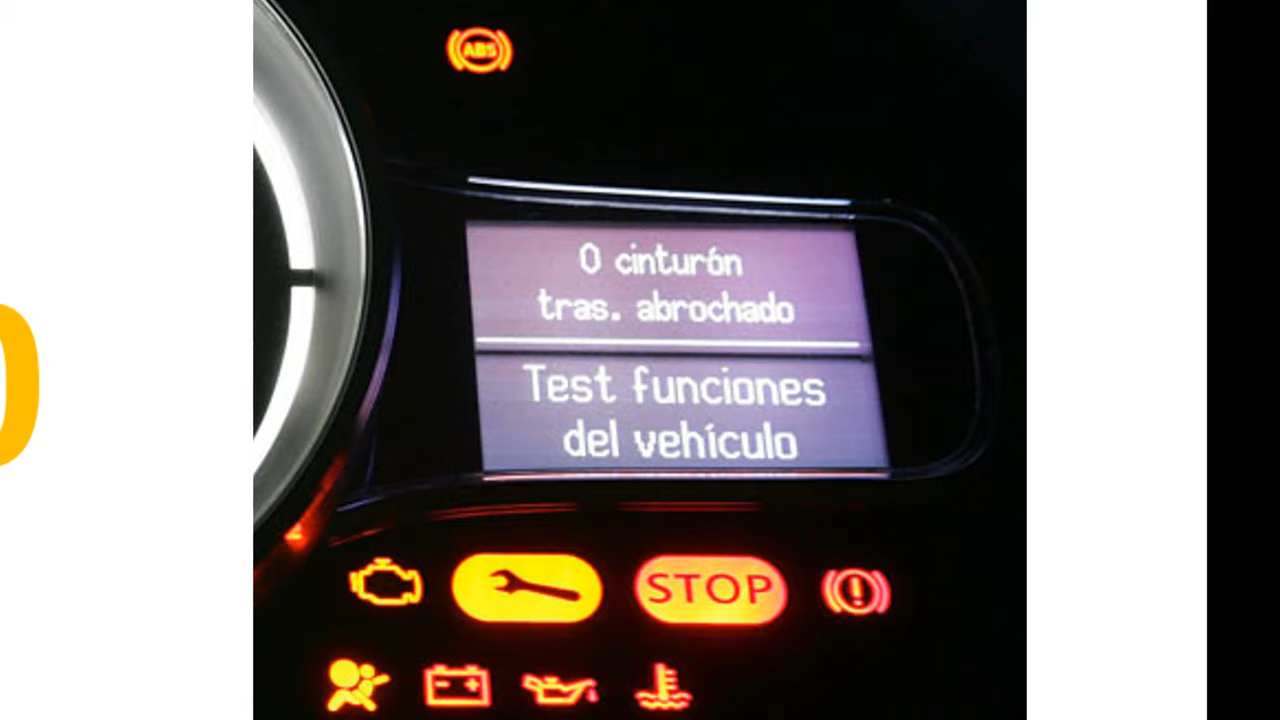 ABS
0 cinturón
tras. abrochado
Test funciones
del vehículo
STOP